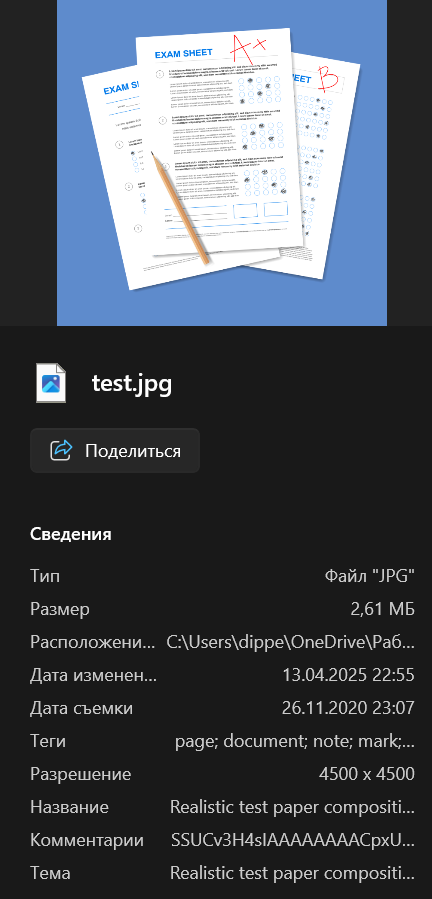 EXAM SHEET
A+
EXAM S
EET
B
test.jpg
Поделиться
Сведения
Тип Файл "JPG"
Размер 2,61 МБ
Расположени... C:\Users\dippe\OneDrive\Раб...
Дата изменен... 13.04.2025 22:55
Дата съемки 26.11.2020 23:07
Теги page; document; note; mark;...
Разрешение 4500 x 4500
Название Realistic test paper compositi...
Комментарии SSUCv3H4sIAAAAAAACpxU...
Тема Realistic test paper compositi...